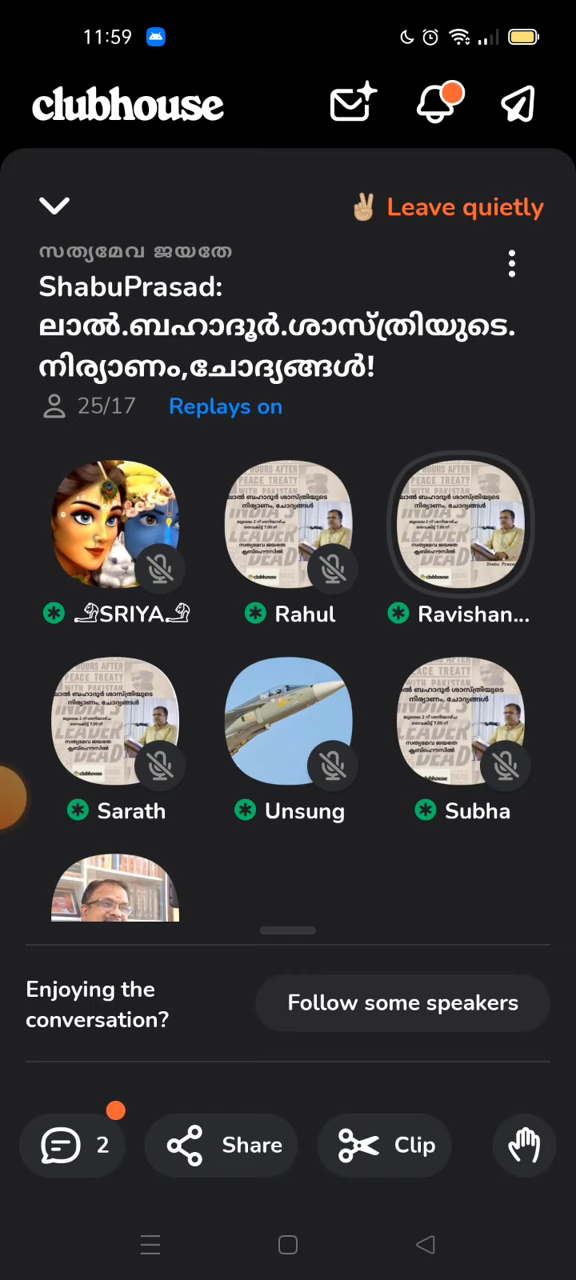 11:59
clubhouse
✌🏼 Leave quietly
സത്യമേവ ജയതേ
ShabuPrasad:
ലാൽ.ബഹാദൂർ.ശാസ്ത്രിയുടെ.
നിര്യാണം,ചോദ്യങ്ങൾ!
25/17 Replays on
SRIYA
Rahul
Ravishan...
Sarath
Unsung
Subha
Enjoying the
conversation?
Follow some speakers
2
Share
Clip